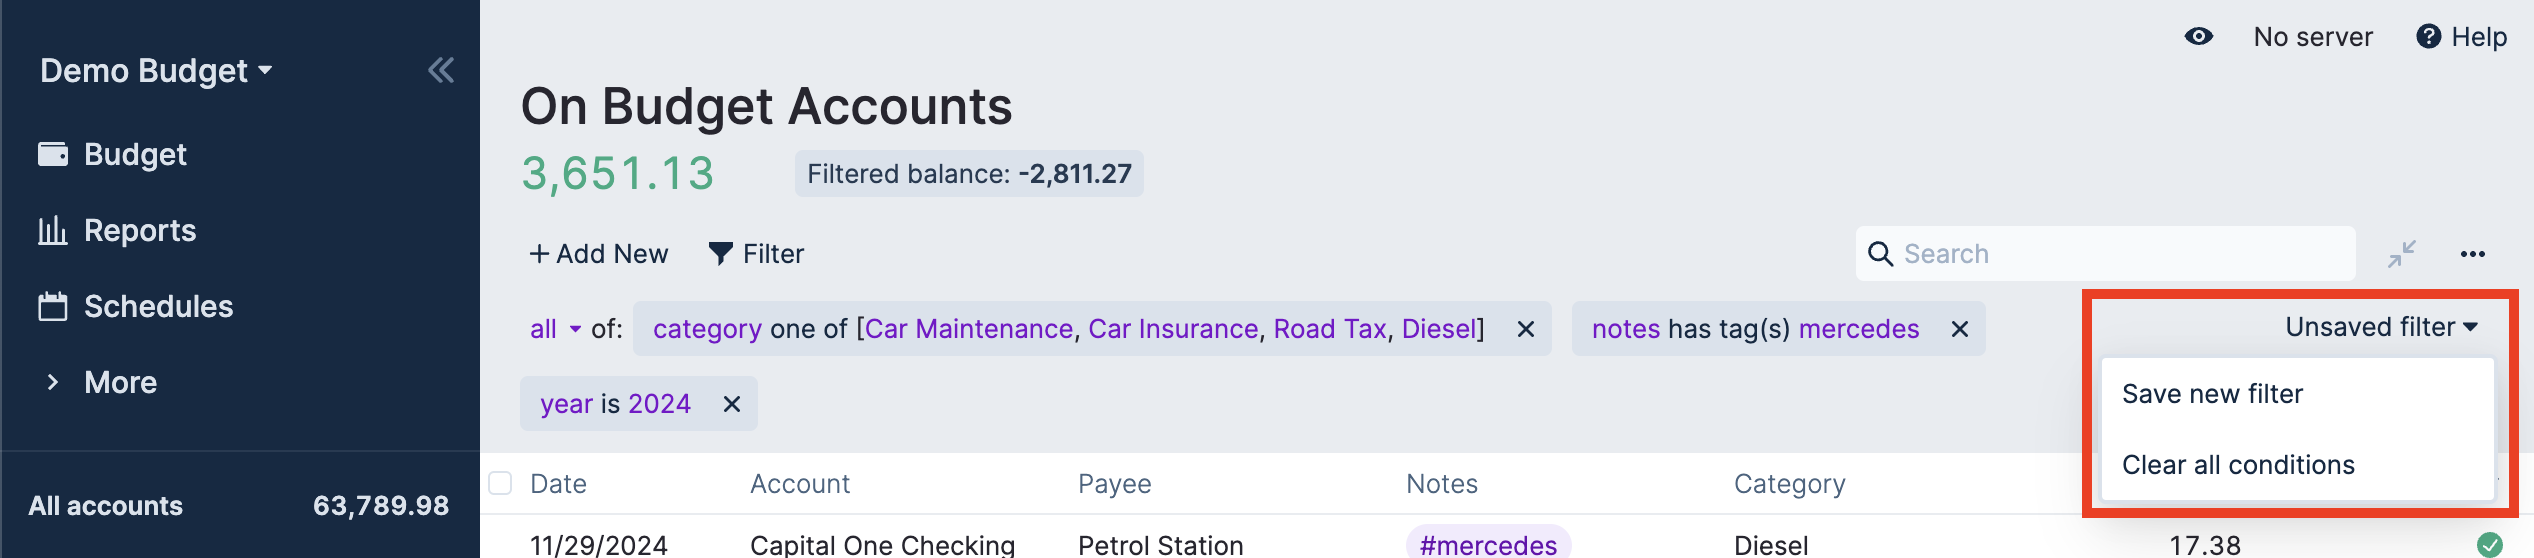 Demo Budget
Budget
Reports
Schedules
More
All accounts 63,789.98
No server Help
On Budget Accounts
3,651.13 Filtered balance: -2,811.27
+ Add New Filter Search
all of: category one of [Car Maintenance, Car Insurance, Road Tax, Diesel] notes has tag(s) mercedes
year is 2024
Unsaved filter
Save new filter
Clear all conditions
Date Account Payee Notes Category
11/29/2024 Capital One Checking Petrol Station #mercedes Diesel 17.38